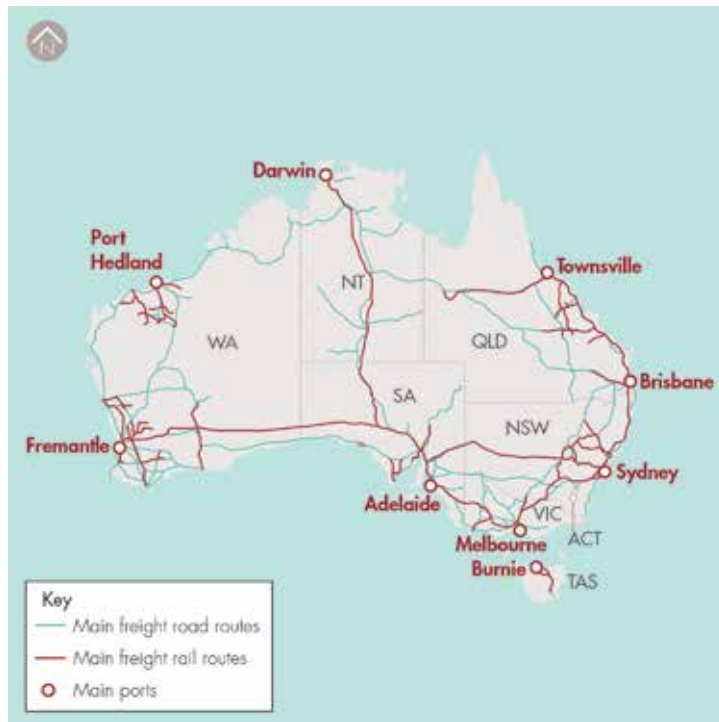 N
Darwin
Port
Hedland
Townsville
NT
WA
QLD
Brisbane
SA
NSW
Fremantle
Sydney
Adelaide
VIC
Melbourne
ACT
Burnie
TAS
Key
Main freight road routes
Main freight rail routes
Main ports